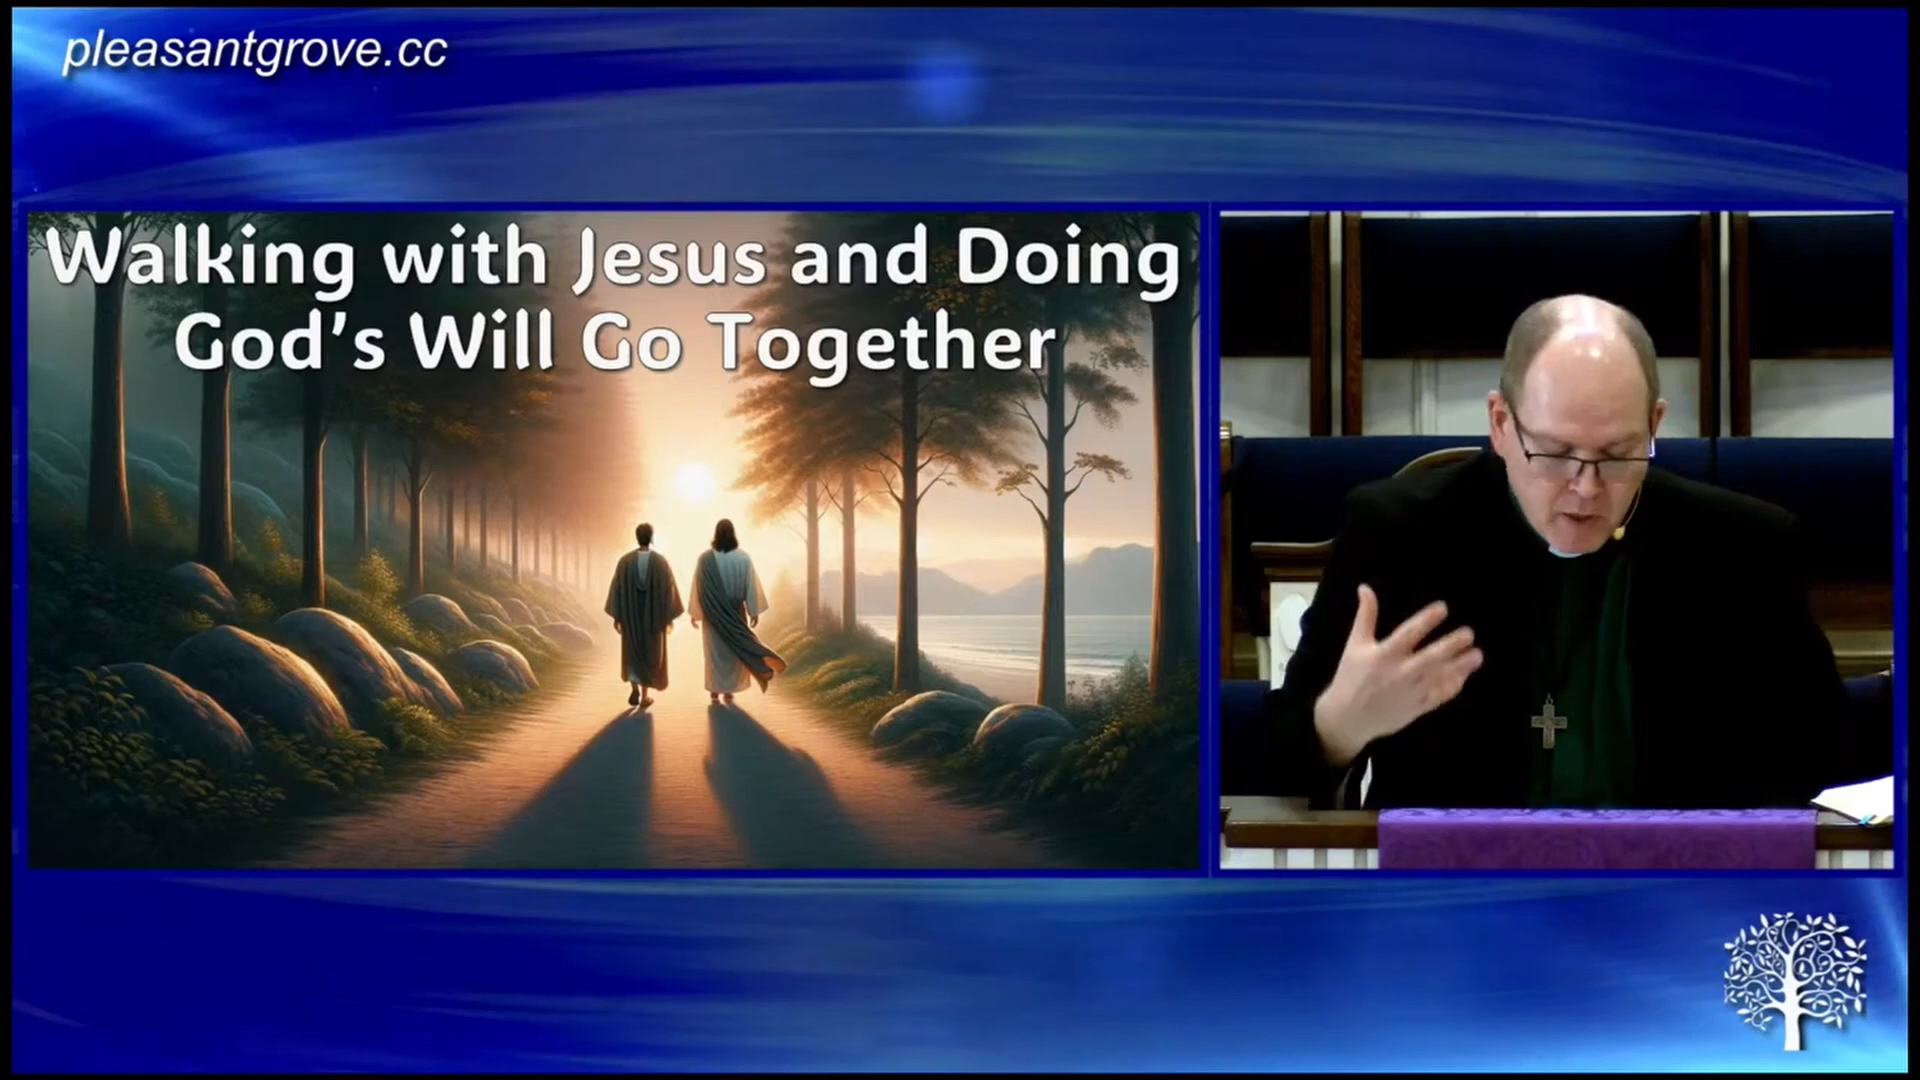 pleasantgrove.cc
Walking with Jesus and Doing
God's Will Go Together